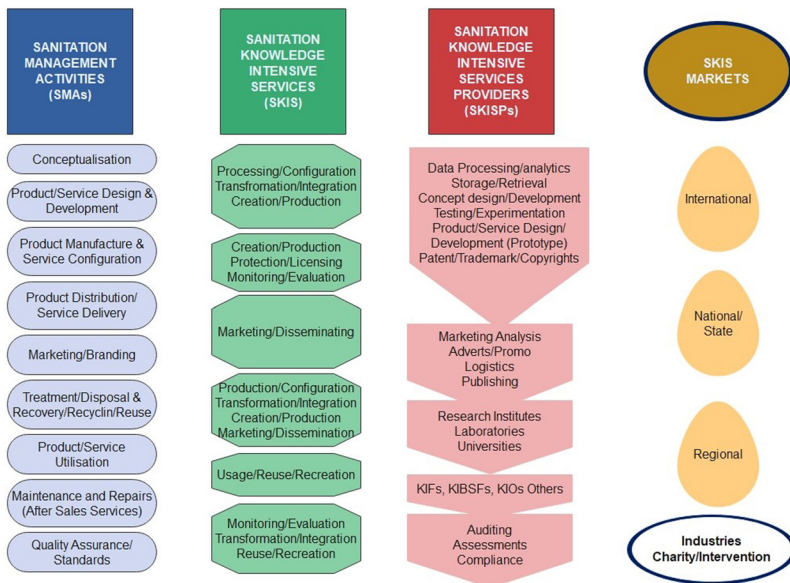 SANITATION
MANAGEMENT
ACTIVITIES
(SMAs)
SANITATION
KNOWLEDGE
INTENSIVE
SERVICES
(SKIS)
SANITATION
KNOWLEDGE
INTENSIVE
SERVICES
PROVIDERS
(SKISPs)
SKIS
MARKETS
Conceptualisation
Product/Service Design &
Development
Product Manufacture &
Service Configuration
Product Distribution/
Service Delivery
Marketing/Branding
Treatment/Disposal &
Recovery/Recyclin/Reuse
Product/Service
Utilisation
Maintenance and Repairs
(After Sales Services)
Quality Assurance/
Standards
Processing/Configuration
Transfromation/Integration
Creation/Production
Creation/Production
Protection/Licensing
Monitoring/Evaluation
Marketing/Disseminating
Production/Configuration
Transformation/Integration
Creation/Production
Marketing/Dissemination
Usage/Reuse/Recreation
Monitoring/Evaluation
Transformation/Integration
Reuse/Recreation
Data Processing/analytics
Storage/Retrieval
Concept design/Development
Testing/Experimentation
Product/Service Design/
Development (Prototype)
Patent/Trademark/Copyrights
Marketing Analysis
Adverts/Promo
Logistics
Publishing
Research Institutes
Laboratories
Universities
KIFs, KIBSFs, KIOs Others
Auditing
Assessments
Compliance
International
National/
State
Regional
Industries
Charity/Intervention